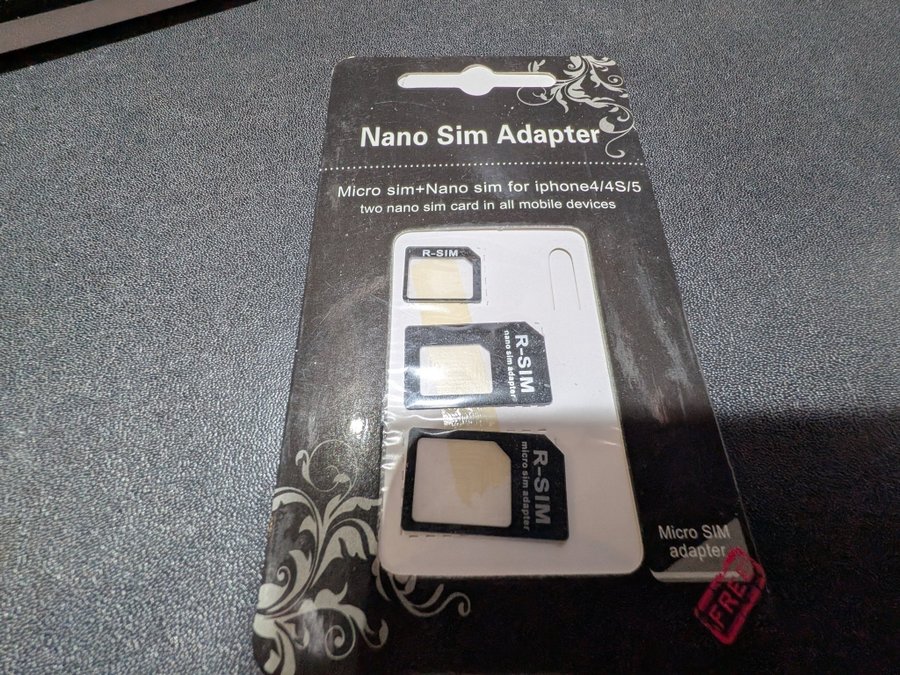 Nano Sim Adapter
Micro sim+Nano sim for iphone4/4S/5
two nano sim card in all mobile devices
R-SIM
R-SIM
nano sim adapter
R-SIM
micro sim adapter
Micro SIM
adapter
FREE